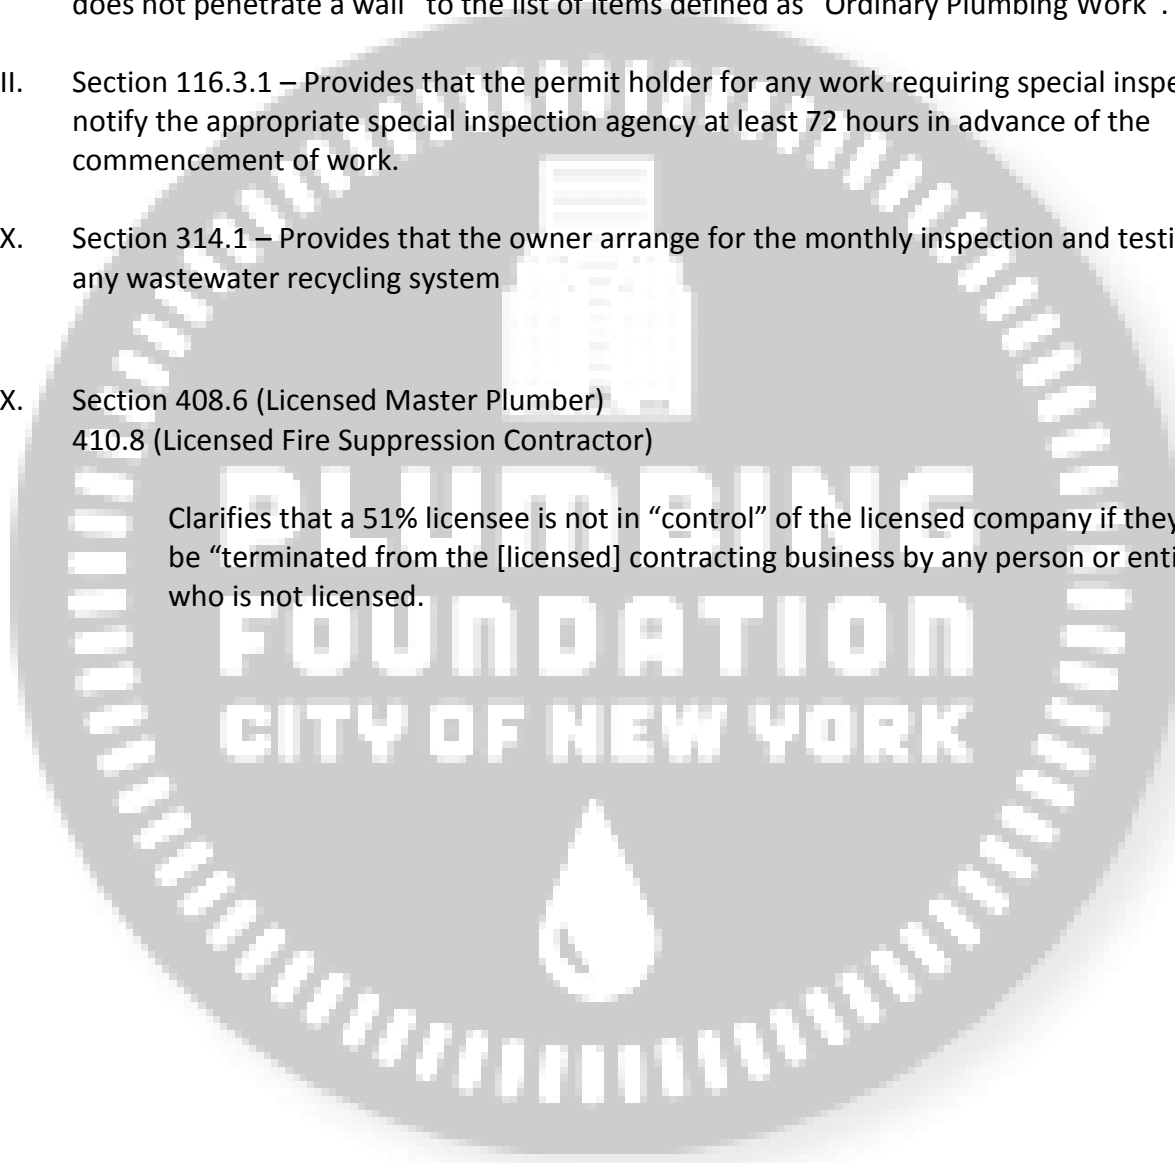 does not penetrate a wall" to the list of items defined as "Ordinary Plumbing Work".
II. Section 116.3.1 – Provides that the permit holder for any work requiring special
notify the appropriate special inspection agency at least 72 hours in advance of the
commencement of work.
X. Section 314.1 – Provides that the owner arrange for the monthly inspection and
any wastewater recycling system
X. Section 408.6 (Licensed Master Plumber)
410.8 (Licensed Fire Suppression Contractor)
Clarifies that a 51% licensee is not in “control” of the licensed company if they
be “terminated from the [licensed] contracting business by any person or
who is not licensed.
PLUMBING
FOUNDATION
CITY OF NEW YORK